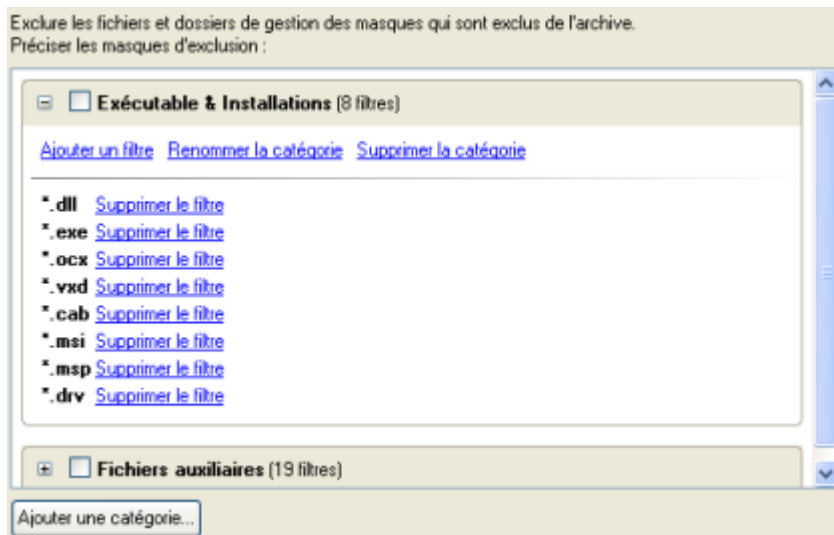 Exclure les fichiers et dossiers de gestion des masques qui sont exclus de l'archive.
Préciser les masques d'exclusion :
Exécutable & Installations (8 filtres)
Ajouter un filtre Renommer la catégorie Supprimer la catégorie
*.dll Supprimer le filtre
*.exe Supprimer le filtre
*.ocx Supprimer le filtre
*.vxd Supprimer le filtre
*.cab Supprimer le filtre
*.msi Supprimer le filtre
*.msp Supprimer le filtre
*.drv Supprimer le filtre
Fichiers auxiliaires (19 filtres)
Ajouter une catégorie...